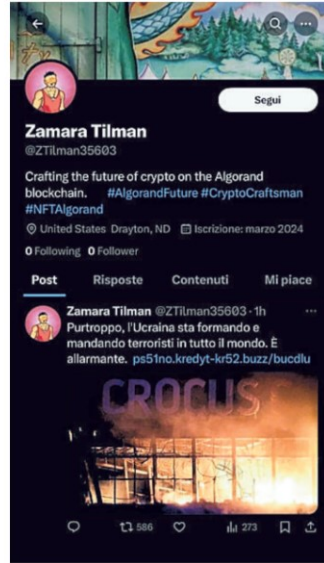 Segui
Zamara Tilman
@ZTilman35603
Crafting the future of crypto on the Algorand
blockchain. #AlgorandFuture #CryptoCraftsman
#NFTAlgorand
United States Drayton, ND Iscrizione: marzo 2024
0 Following 0 Follower
Post Risposte Contenuti Mi piace
Zamara Tilman @ZTilman35603·1h
Purtroppo, l'Ucraina sta formando e
mandando terroristi in tutto il mondo. È
allarmante. ps51no.kredyt-kr52.buzz/bucdlu
CROCUS
586 273